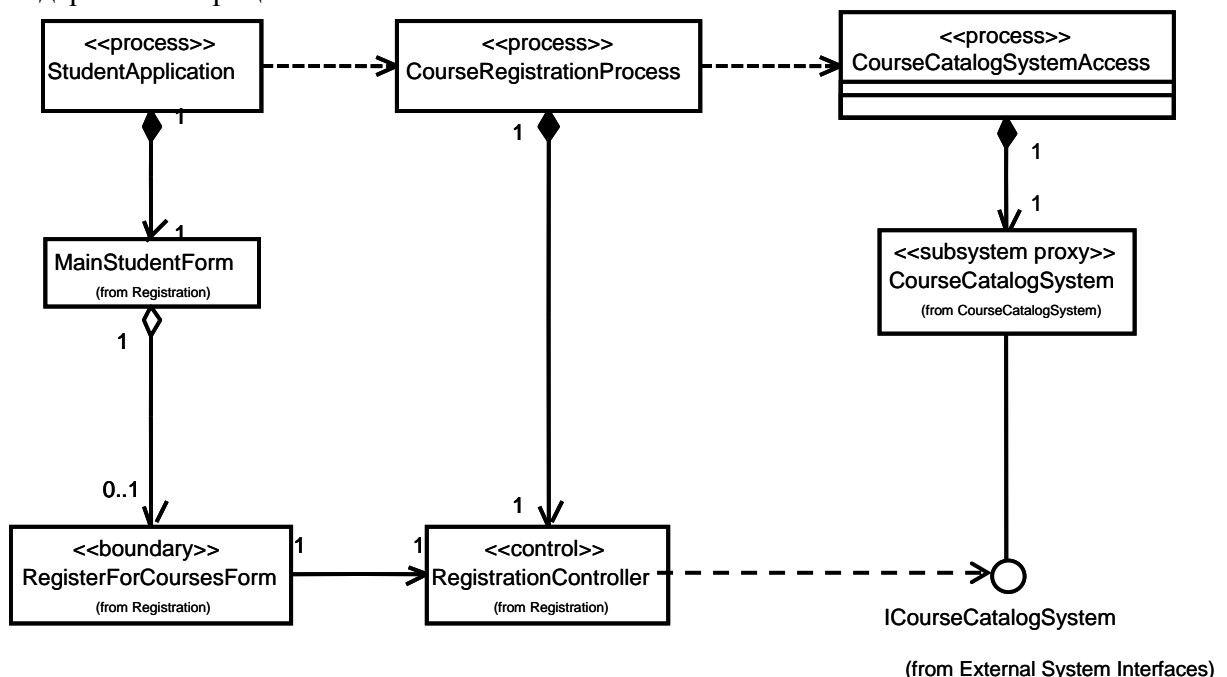 <<process>>
StudentApplication
<<process>>
CourseRegistrationProcess
<<process>>
CourseCatalogSystemAccess
1
1
1
1
1
MainStudentForm
(from Registration)
<<subsystem proxy>>
CourseCatalogSystem
(from CourseCatalogSystem)
1
0..1
1
<<boundary>>
RegisterForCoursesForm
(from Registration)
1
1
<<control>>
RegistrationController
(from Registration)
ICourseCatalogSystem
(from External System Interfaces)